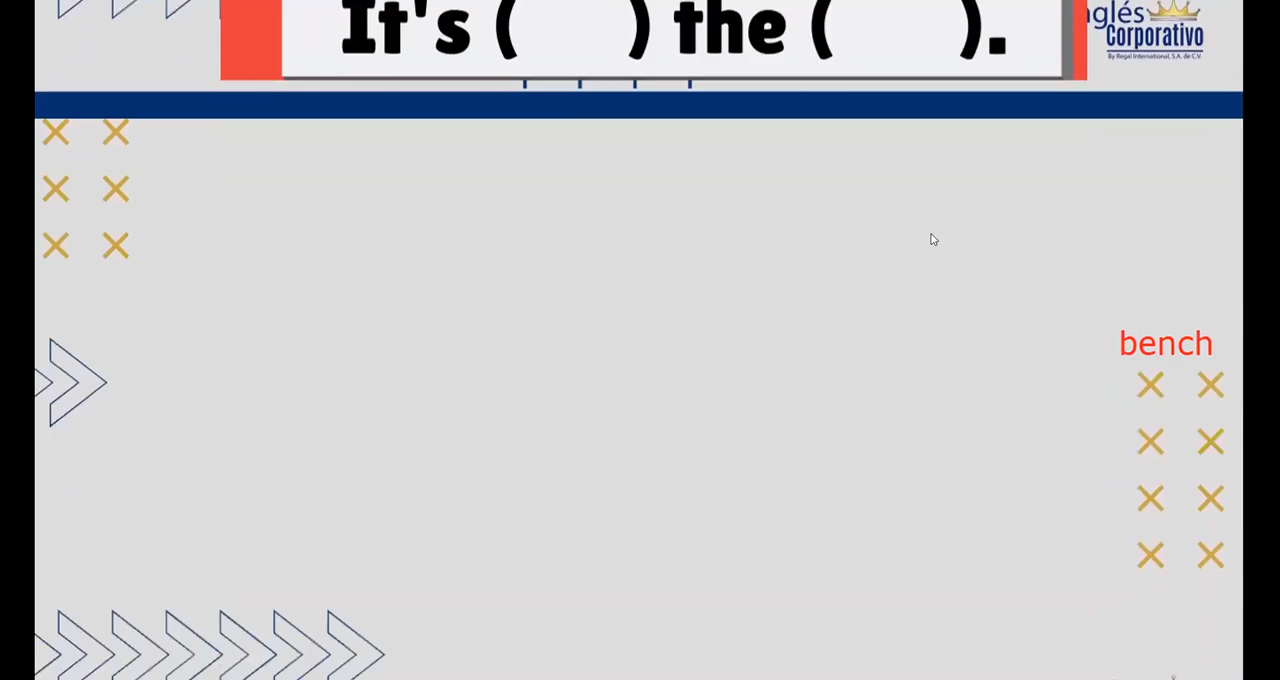 It's ( ) the ( ).
glés
Corporativo
By Regal International, S.A. de C.V.
bench